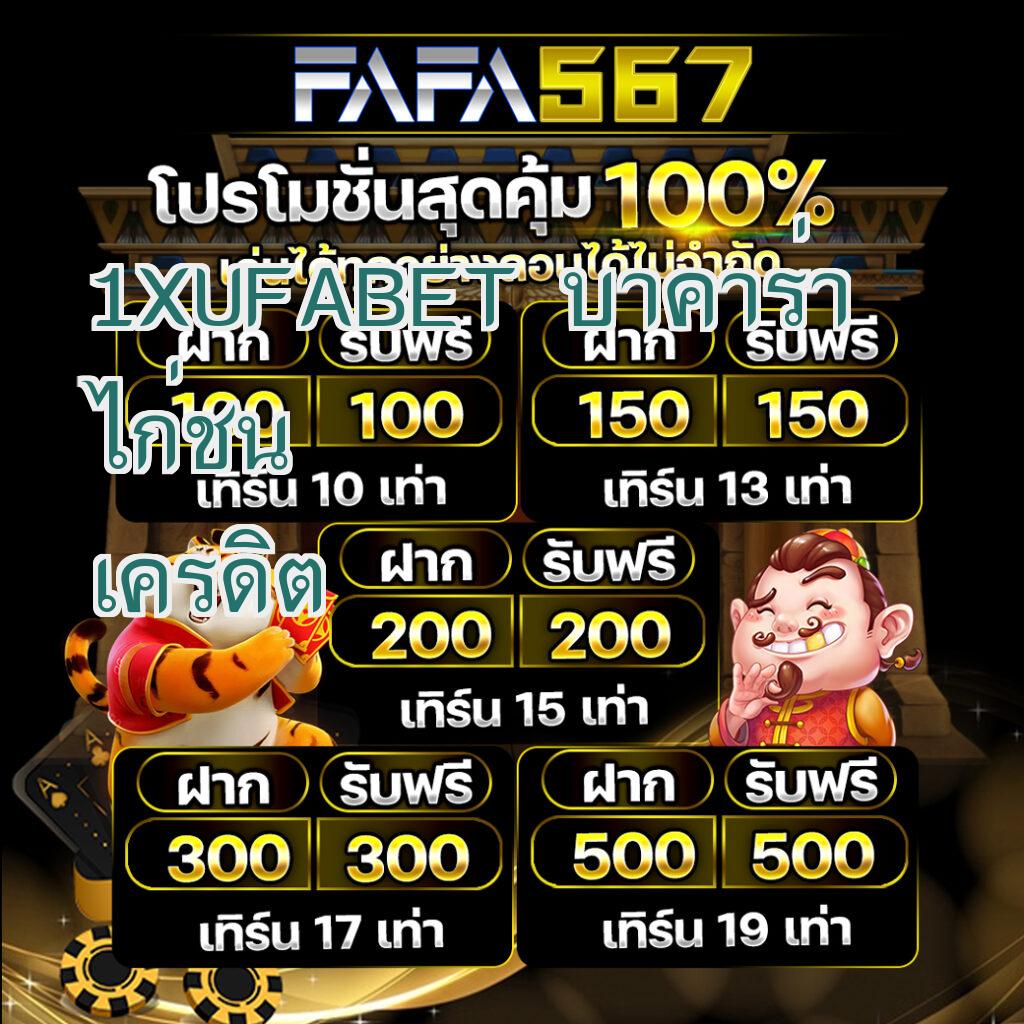 FAFA567
โปรโมชั่นสุดคุ้ม 100%
1XUFABET บาคาร่า
ฝาก รับฟรี ฝาก รับฟรี
100 100 150 150
ไก่ชน
เทิร์น 10 เท่า เทิร์น 13 เท่า
เครดิต
ฝาก รับฟรี
200 200
เทิร์น 15 เท่า
ฝาก รับฟรี ฝาก รับฟรี
300 300 500 500
เทิร์น 17 เท่า เทิร์น 19 เท่า